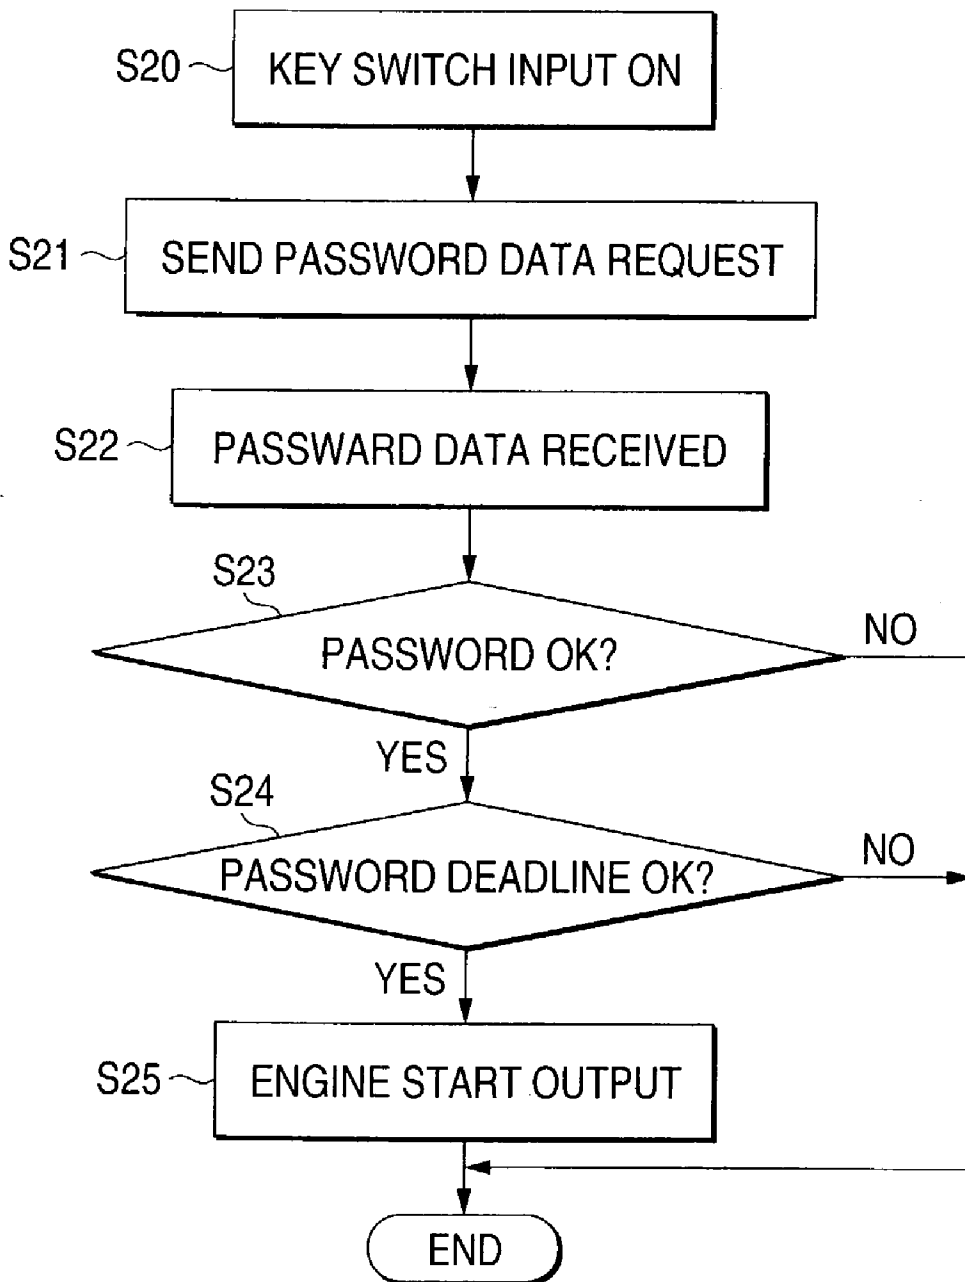 S20
KEY SWITCH INPUT ON
S21
SEND PASSWORD DATA REQUEST
S22
PASSWARD DATA RECEIVED
S23
PASSWORD OK?
NO
YES
S24
PASSWORD DEADLINE OK?
NO
YES
S25
ENGINE START OUTPUT
END